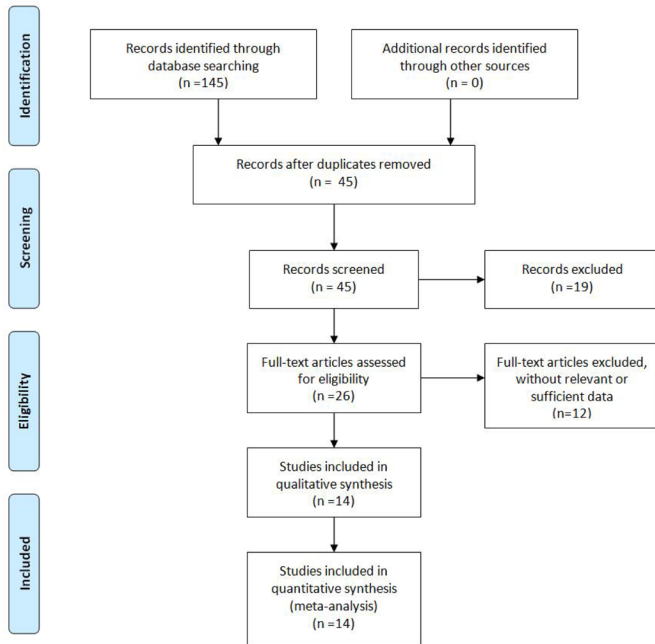 Identification
Records identified through
database searching
(n =145)
Additional records identified
through other sources
(n = 0)
Records after duplicates removed
(n =  45)
Screening
Records screened
(n = 45)
Records excluded
(n =19)
Eligibility
Full-text articles assessed
for eligibility
(n =26)
Full-text articles excluded,
without relevant or
sufficient data
(n=12)
Studies included in
qualitative synthesis
(n =14)
Included
Studies included in
quantitative synthesis
(meta-analysis)
(n =14)